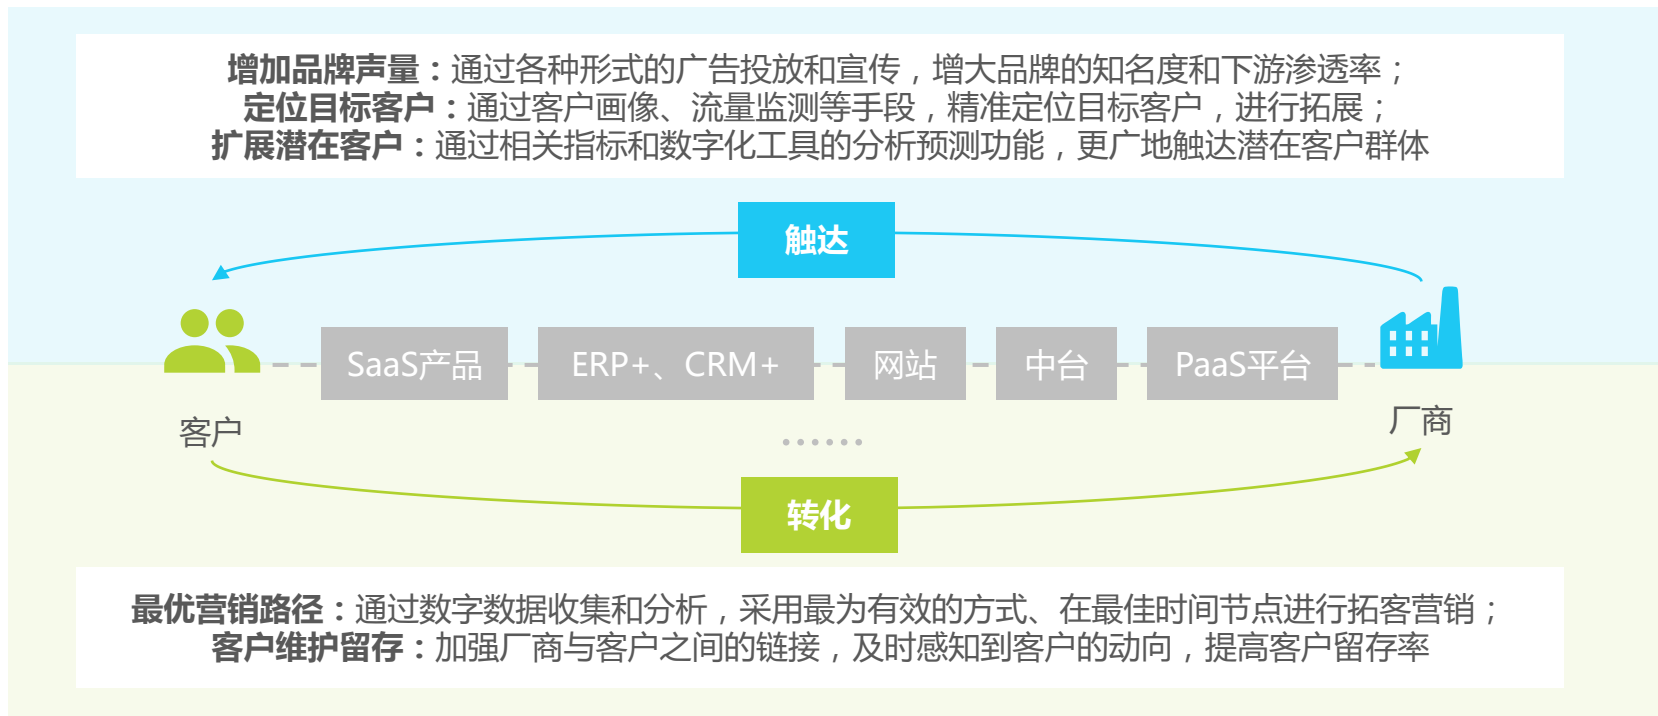 增加品牌声量：通过各种形式的广告投放和宣传，增大品牌的知名度和下游渗透率；
定位目标客户：通过客户画像、流量监测等手段，精准定位目标客户，进行拓展；
扩展潜在客户：通过相关指标和数字化工具的分析预测功能，更广地触达潜在客户群体
触达
SaaS产品
ERP+、CRM+
网站
中台
PaaS平台
客户
厂商
……
转化
最优营销路径：通过数字数据收集和分析，采用最为有效的方式、在最佳时间节点进行拓客营销；
客户维护留存：加强厂商与客户之间的链接，及时感知到客户的动向，提高客户留存率